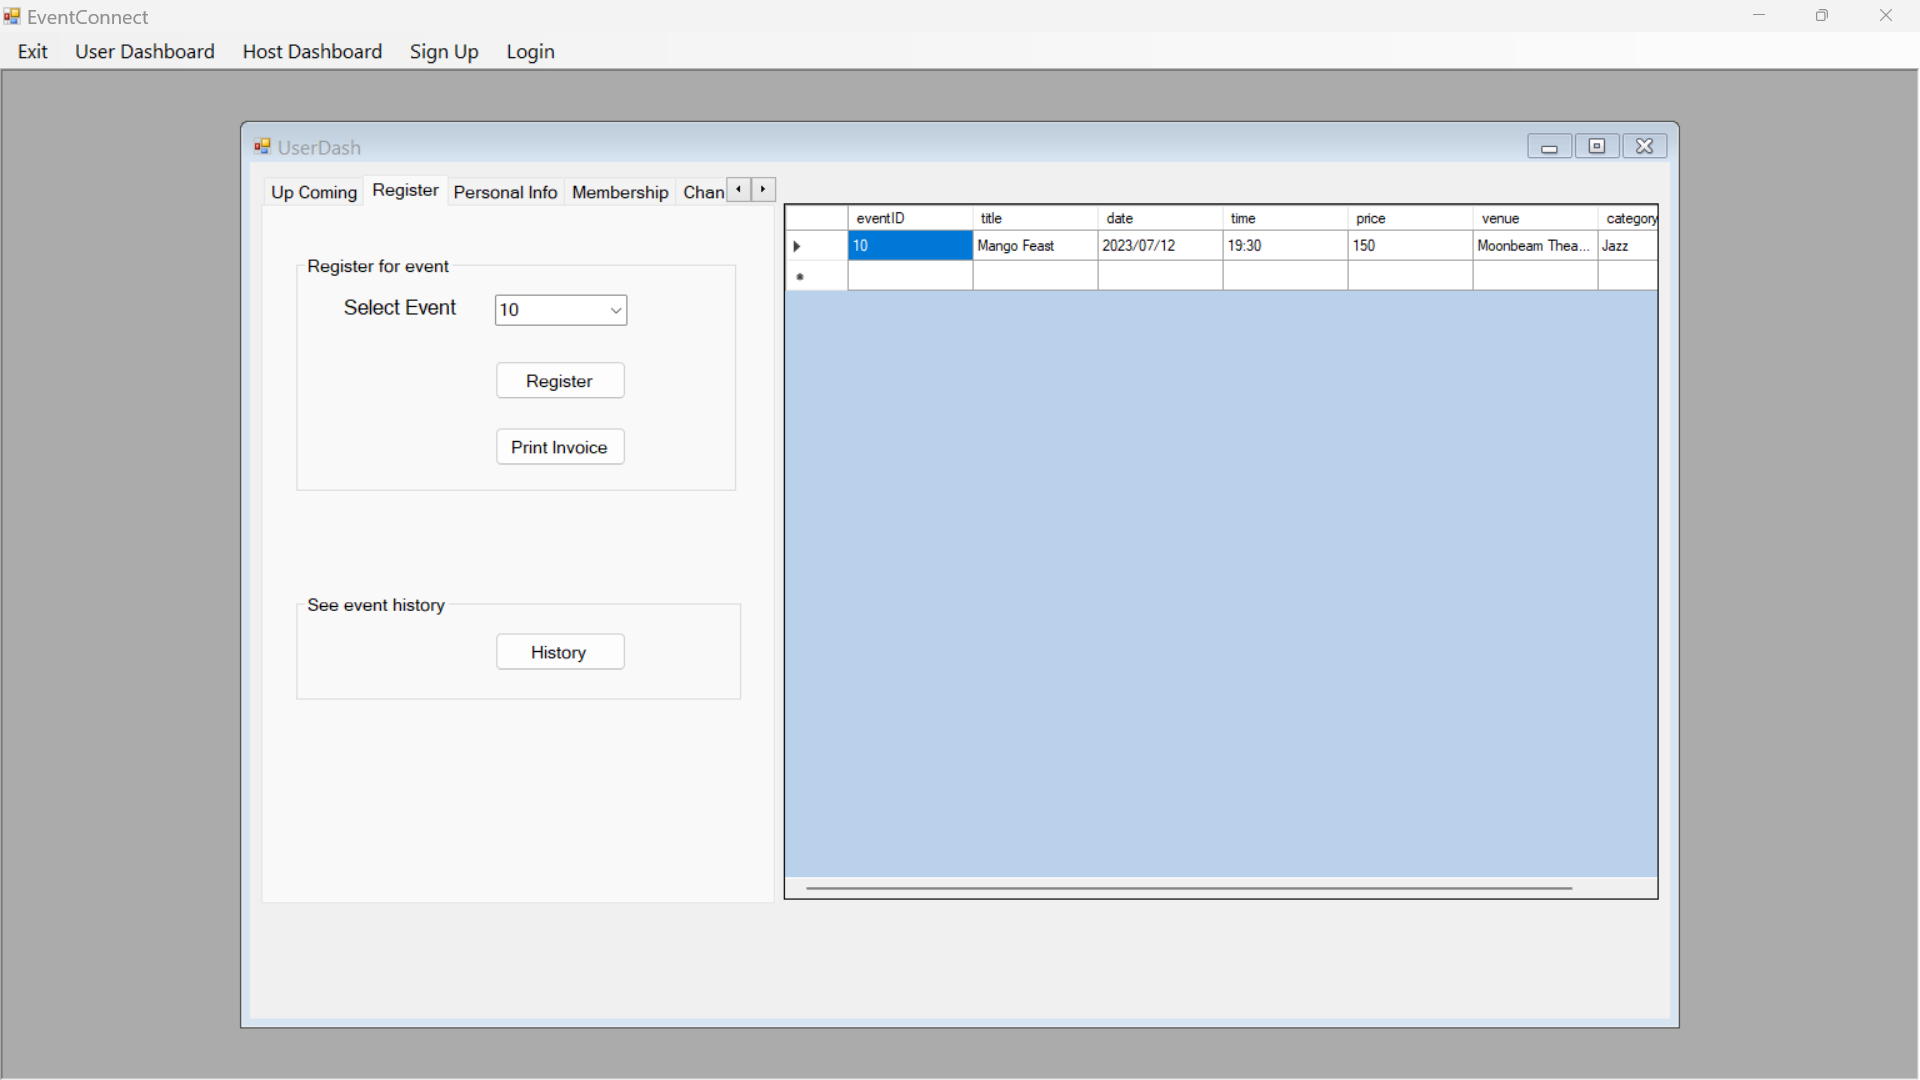 EventConnect
Exit User Dashboard Host Dashboard Sign Up Login
UserDash
Up Coming Register Personal Info Membership Chan
Register for event
Select Event 10
Register
Print Invoice
See event history
History
eventID title date time price venue category
10 Mango Feast 2023/07/12 19:30 150 Moonbeam Thea... Jazz